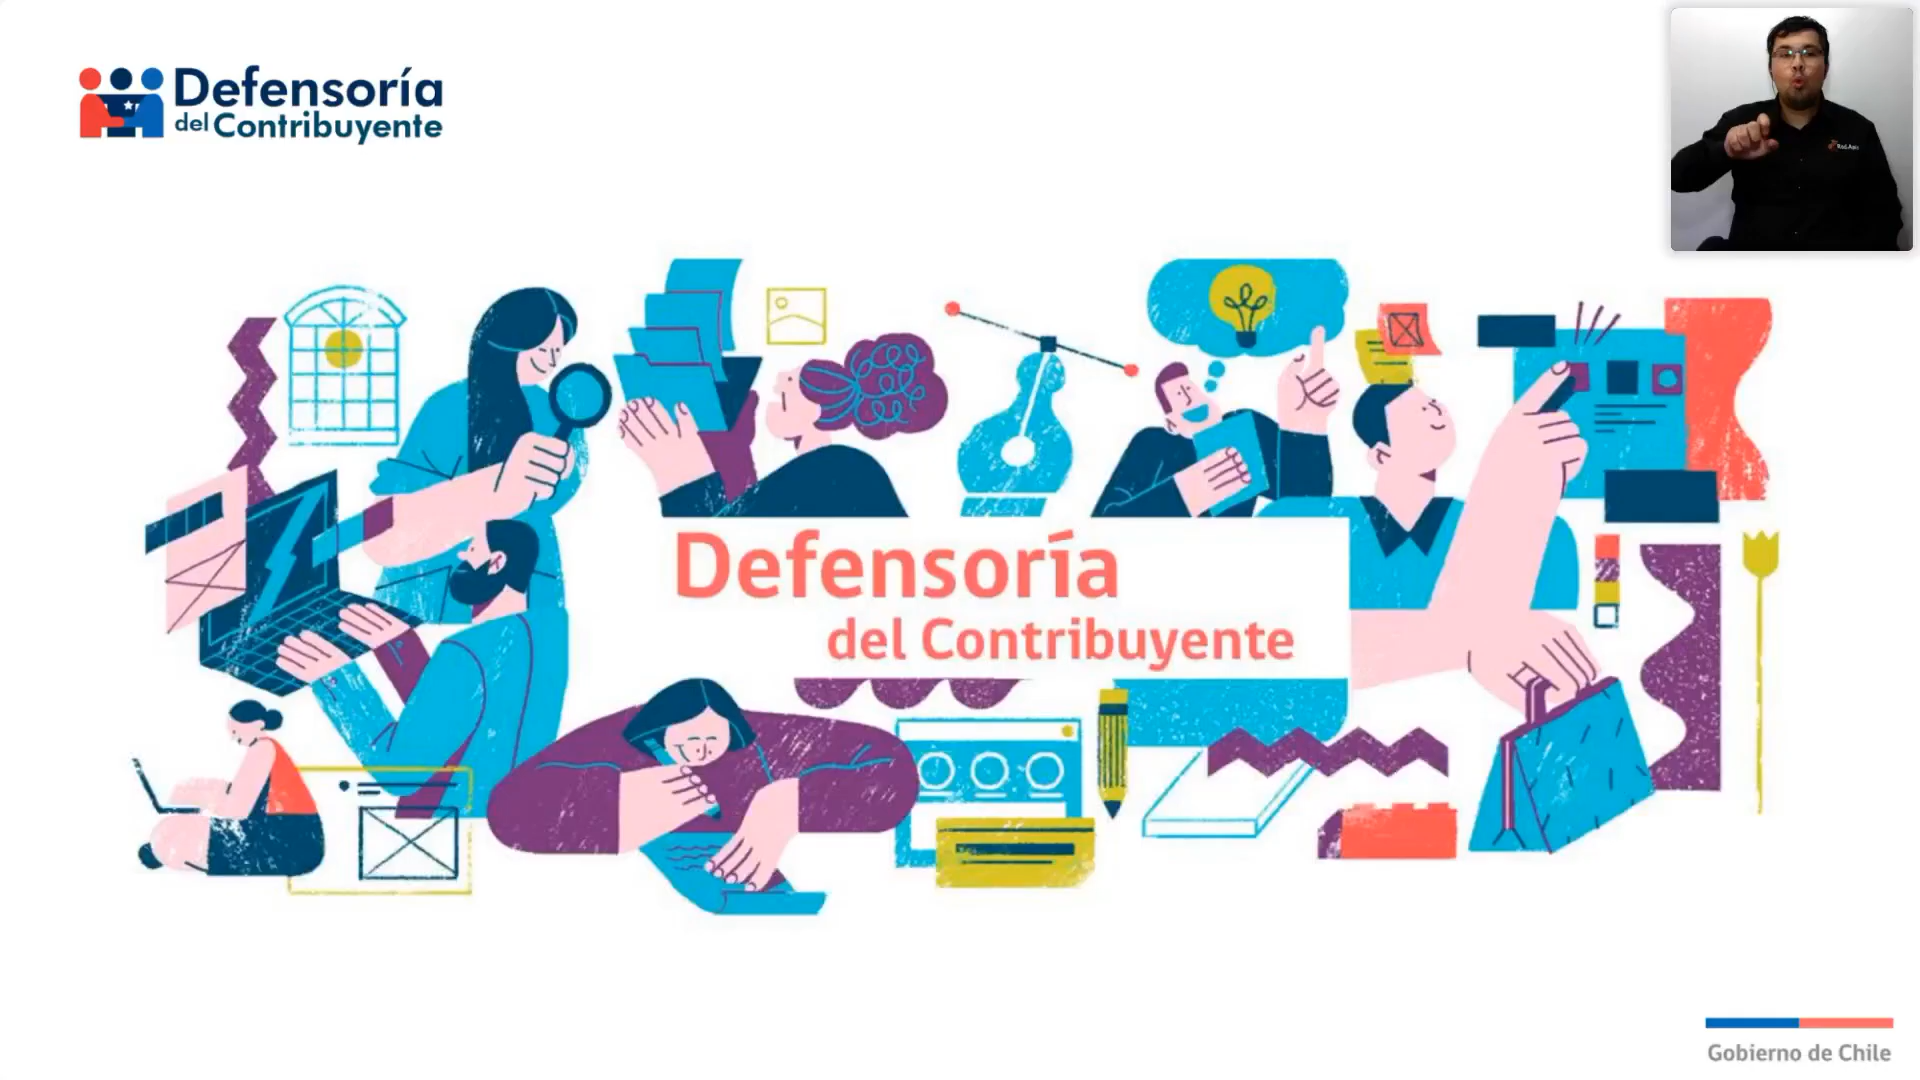 Defensoría
del Contribuyente
Defensoría
del Contribuyente
Gobierno de Chile